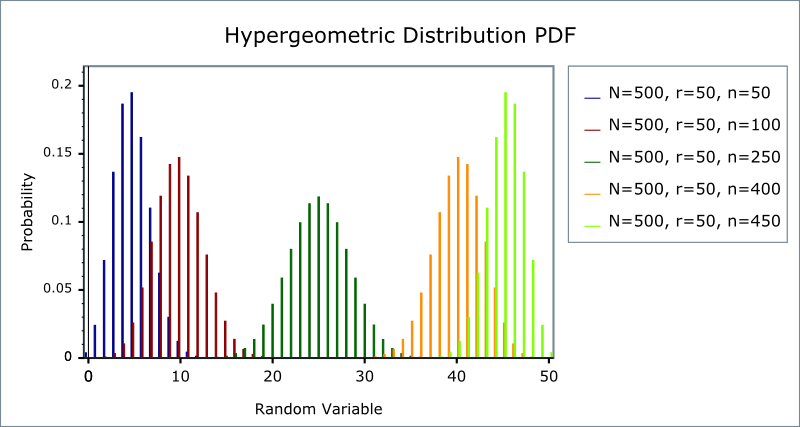 Hypergeometric Distribution PDF
0.2
0.15
0.1
0.05
0
0 10 20 30 40 50
Probability
Random Variable
N=500, r=50, n=50
N=500, r=50, n=100
N=500, r=50, n=250
N=500, r=50, n=400
N=500, r=50, n=450